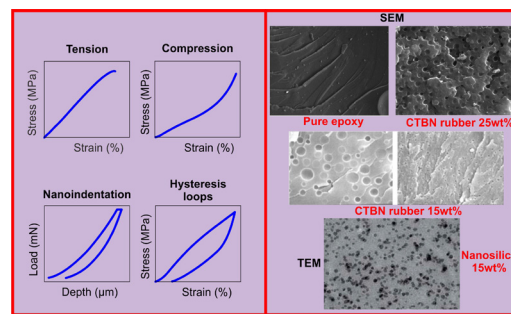 Tension
Stress (MPa)
Strain (%)
Compression
Stress (MPa)
Strain (%)
Nanoindentation
Load (mN)
Depth (µm)
Hysteresis
loops
Stress (MPa)
Strain (%)
SEM
Pure epoxy
CTBN rubber 25wt%
CTBN rubber 15wt%
TEM
Nanosilic
15wt%